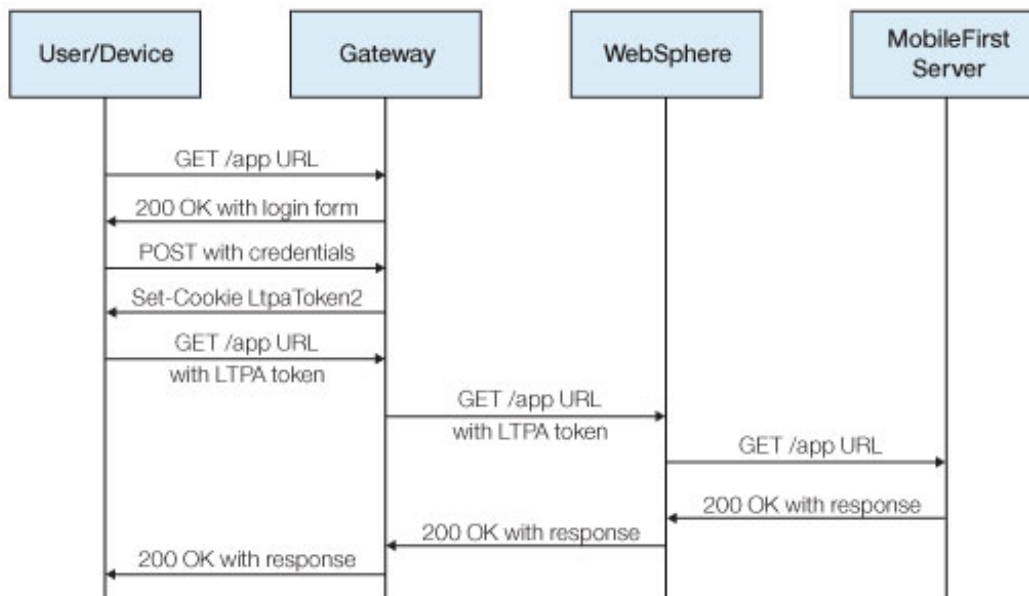 User/Device
Gateway
WebSphere
MobileFirst
Server
GET /app URL
200 OK with login form
POST with credentials
Set-Cookie LtpaToken2
GET /app URL
with LTPA token
GET /app URL
with LTPA token
GET /app URL
200 OK with response
200 OK with response
200 OK with response